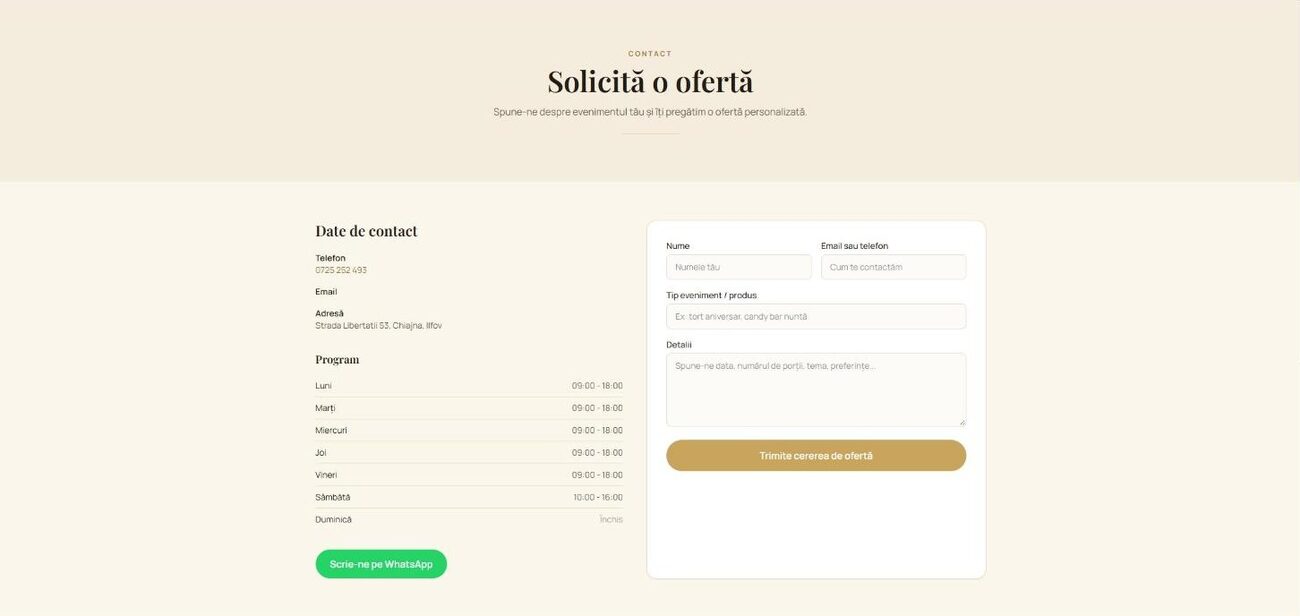 CONTACT
Solicită o ofertă
Spune-ne despre evenimentul tău și îți pregătim o ofertă personalizată.
Date de contact
Telefon
0725 252 493
Email
Adresă
Strada Libertatii 53, Chiajna, Ilfov
Program
Luni 09:00 - 18:00
Marți 09:00 - 18:00
Miercuri 09:00 - 18:00
Joi 09:00 - 18:00
Vineri 09:00 - 18:00
Sâmbătă 10:00 - 16:00
Duminică Închis
Scrie-ne pe WhatsApp
Nume
Numele tău
Email sau telefon
Cum te contactăm
Tip eveniment / produs
Ex: tort aniversar, candy bar nuntă
Detalii
Spune-ne data, numărul de porții, tema, preferințe...
Trimite cererea de ofertă